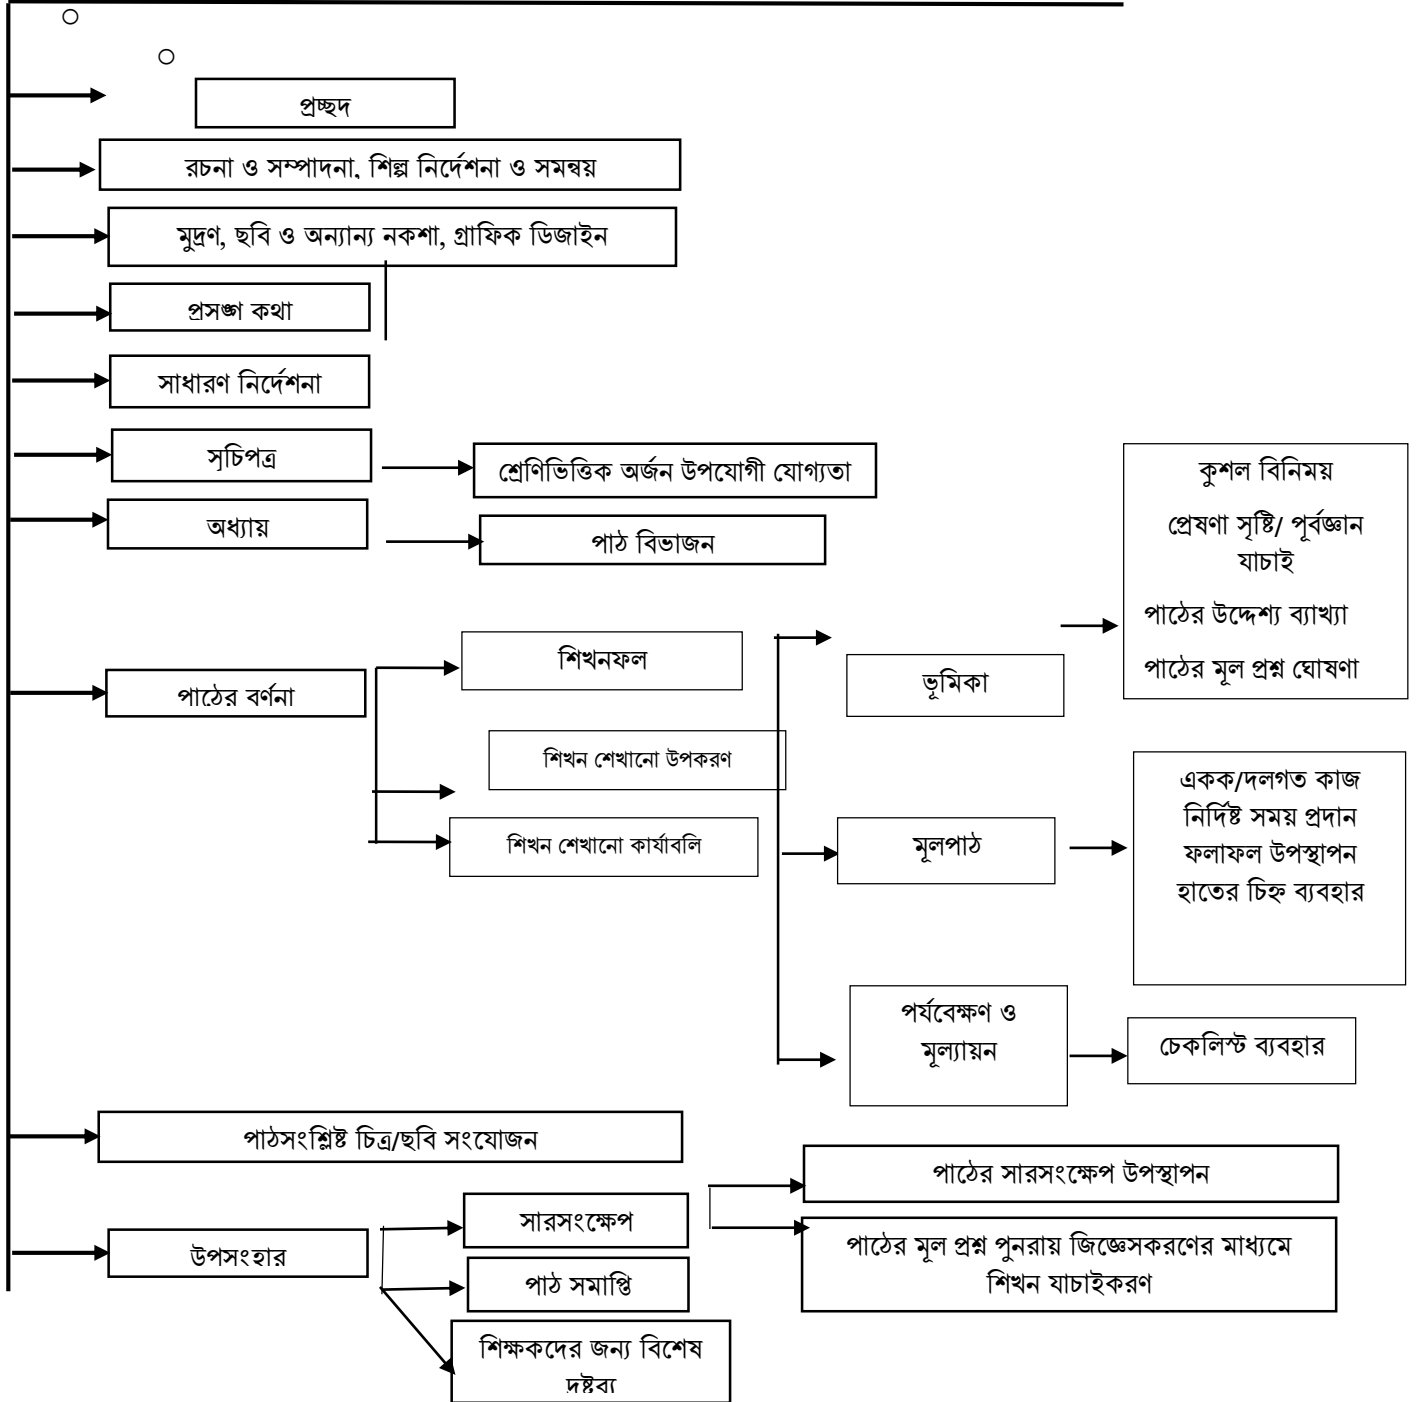 প্রচ্ছদ
রচনা ও সম্পাদনা, শিল্প নির্দেশনা ও সমন্বয়
মুদ্রণ, ছবি ও অন্যান্য নকশা, গ্রাফিক ডিজাইন
প্রসঙ্গ কথা
সাধারণ নির্দেশনা
সূচিপত্র
শ্রেণিভিত্তিক অর্জন উপযোগী যোগ্যতা
অধ্যায়
পাঠ বিভাজন
পাঠের বর্ণনা
শিখনফল
শিখন শেখানো উপকরণ
শিখন শেখানো কার্যাবলি
ভূমিকা
কুশল বিনিময়
প্রেষণা সৃষ্টি/ পূর্বজ্ঞান
যাচাই
পাঠের উদ্দেশ্য ব্যাখ্যা
পাঠের মূল প্রশ্ন ঘোষণা
মূলপাঠ
একক/দলগত কাজ
নির্দিষ্ট সময় প্রদান
ফলাফল উপস্থাপন
হাতের চিহ্ন ব্যবহার
পর্যবেক্ষণ ও
মূল্যায়ন
চেকলিস্ট ব্যবহার
পাঠসংশ্লিষ্ট চিত্র/ছবি সংযোজন
উপসংহার
সারসংক্ষেপ
পাঠের সারসংক্ষেপ উপস্থাপন
পাঠের মূল প্রশ্ন পুনরায় জিজ্ঞেসকরণের মাধ্যমে
শিখন যাচাইকরণ
পাঠ সমাপ্তি
শিক্ষকদের জন্য বিশেষ
দ্রষ্টব্য